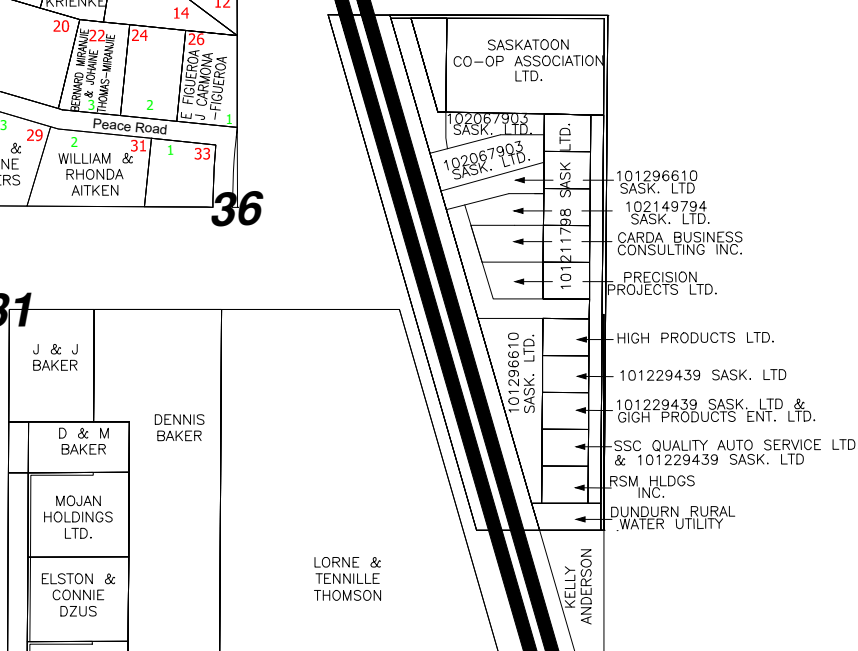 KRIENKE
12
14
20
22
24
26
BERNARD MIRANJIE
& JOHAINE
THOMAS-MIRANJIE
E FIGUEROA
J CARMONA
-FIGUEROA
3
2
1
Peace Road
3
29
2
31
1
33
&
NE
ERS
WILLIAM &
RHONDA
AITKEN
36
31
SASKATOON
CO-OP ASSOCIATION
LTD.
102067903
SASK. LTD.
102067903
SASK. LTD.
101211798 SASK LTD.
101296610
SASK. LTD
102149794
SASK. LTD.
CARDA BUSINESS
CONSULTING INC.
PRECISION
PROJECTS LTD.
101296610
SASK. LTD.
HIGH PRODUCTS LTD.
101229439 SASK. LTD
101229439 SASK. LTD &
GIGH PRODUCTS ENT. LTD.
SSC QUALITY AUTO SERVICE LTD
& 101229439 SASK. LTD
RSM HLDGS
INC.
DUNDURN RURAL
WATER UTILITY
KELLY
ANDERSON
J & J
BAKER
D & M
BAKER
DENNIS
BAKER
MOJAN
HOLDINGS
LTD.
ELSTON &
CONNIE
DZUS
LORNE &
TENNILLE
THOMSON